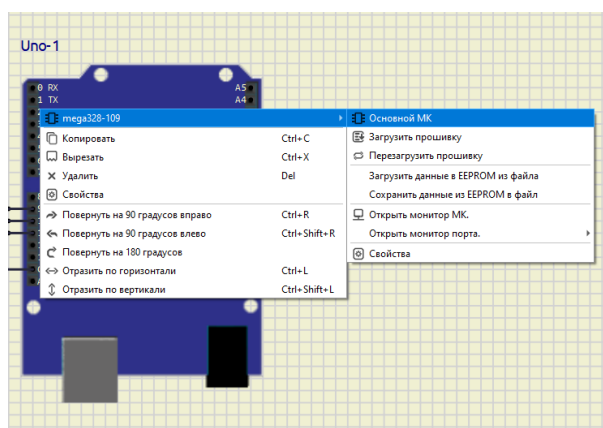 Uno-1
0 RX
A5
1 TX
A4
mega328-109
Копировать Ctrl+C
Вырезать Ctrl+X
Удалить Del
Свойства
Повернуть на 90 градусов вправо Ctrl+R
Повернуть на 90 градусов влево Ctrl+Shift+R
Повернуть на 180 градусов
Отразить по горизонтали Ctrl+L
Отразить по вертикали Ctrl+Shift+L
Основной МК
Загрузить прошивку
Перезагрузить прошивку
Загрузить данные в EEPROM из файла
Сохранить данные из EEPROM в файл
Открыть монитор МК.
Открыть монитор порта.
Свойства